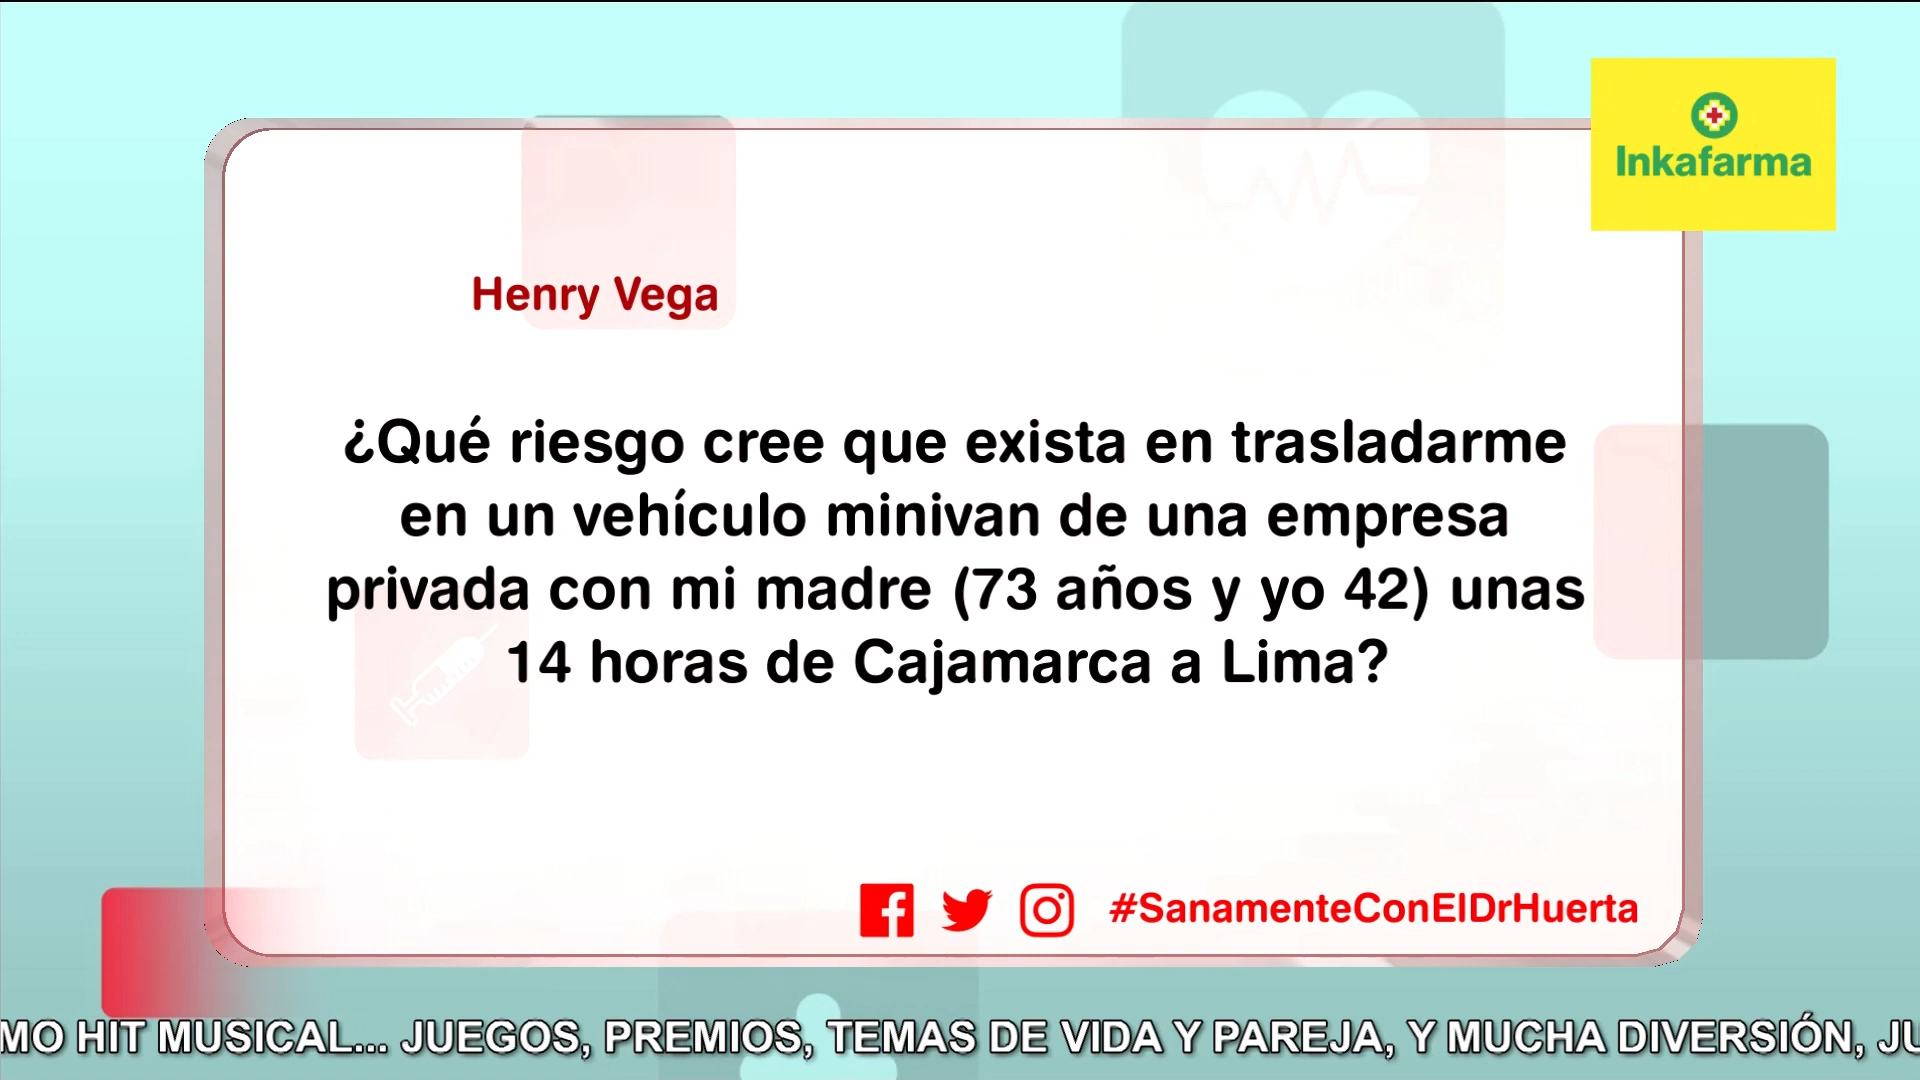 Inkafarma
Henry Vega
¿Qué riesgo cree que exista en trasladarme
en un vehículo minivan de una empresa
privada con mi madre (73 años y yo 42) unas
14 horas de Cajamarca a Lima?
#SanamenteConElDrHuerta
MO HIT MUSICAL... JUEGOS, PREMIOS, TEMAS DE VIDA Y PAREJA, Y MUCHA DIVERSIÓN, JU